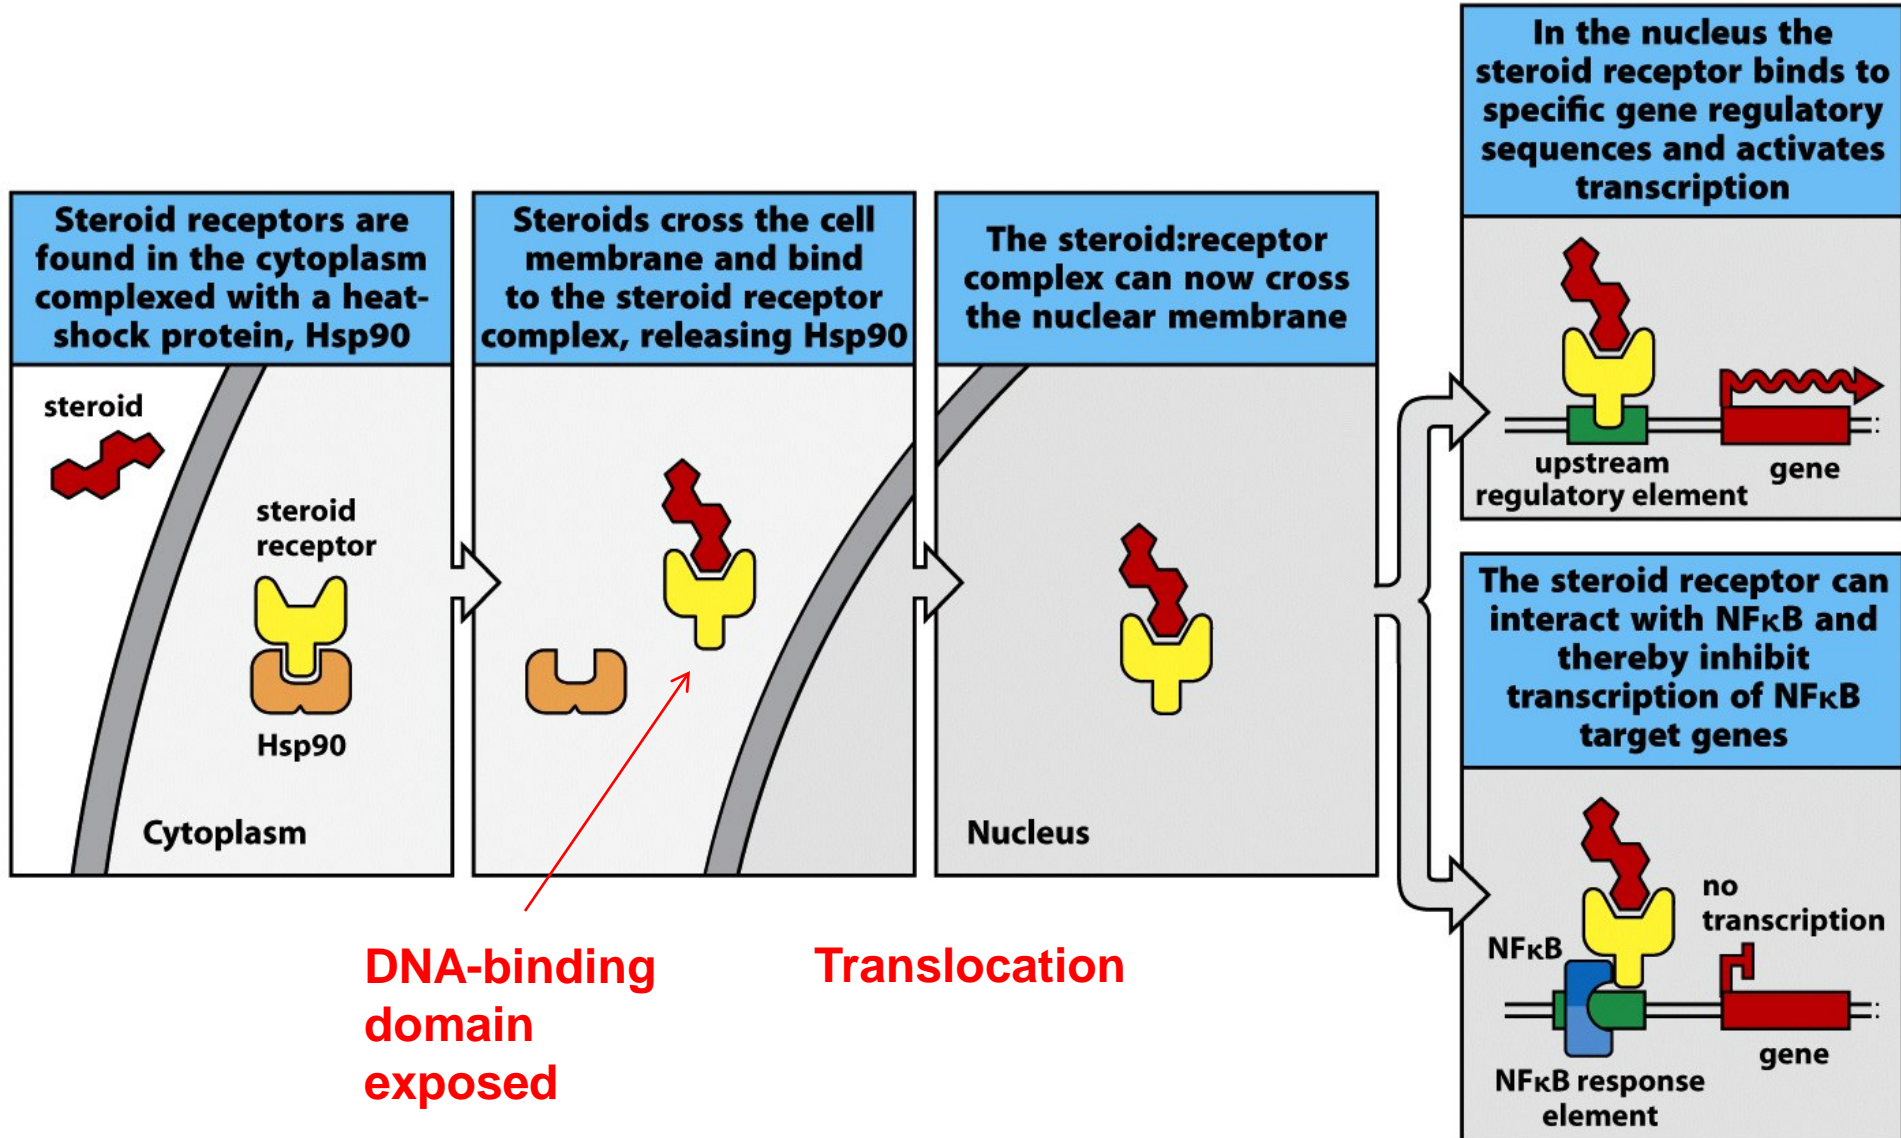 Steroid receptors are
found in the cytoplasm
complexed with a heat-
shock protein, Hsp90
steroid
steroid
receptor
Hsp90
Cytoplasm
Steroids cross the cell
membrane and bind
to the steroid receptor
complex, releasing Hsp90
DNA-binding
domain
exposed
The steroid:receptor
complex can now cross
the nuclear membrane
Nucleus
Translocation
In the nucleus the
steroid receptor binds to
specific gene regulatory
sequences and activates
transcription
upstream
regulatory element
gene
The steroid receptor can
interact with NFκB and
thereby inhibit
transcription of NFκB
target genes
no
transcription
NFκB
gene
NFκB response
element